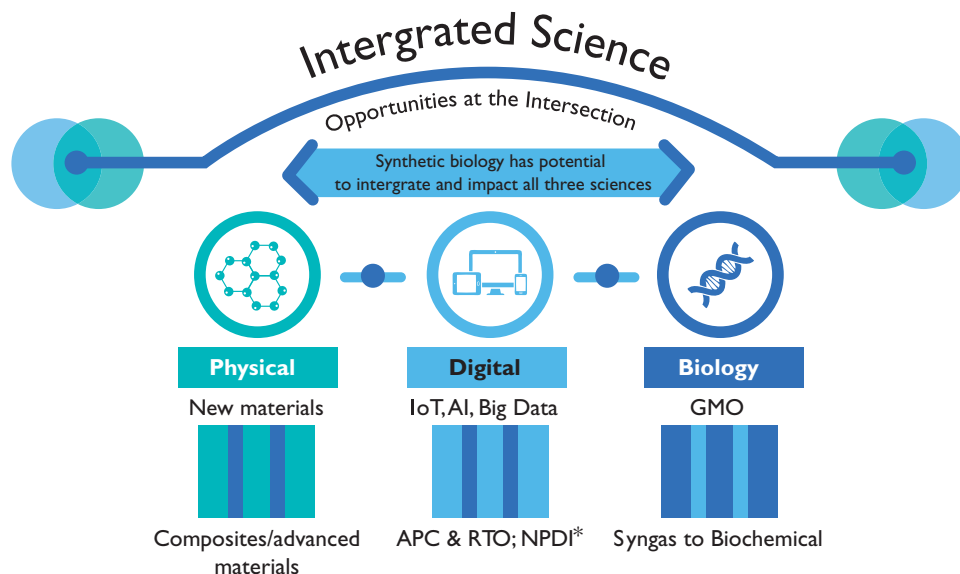 Intergrated Science
Opportunities at the Intersection
Synthetic biology has potential
to intergrate and impact all three sciences
Physical
Digital
Biology
New materials
IoT, AI, Big Data
GMO
Composites/advanced
materials
APC & RTO; NPDI*
Syngas to Biochemical